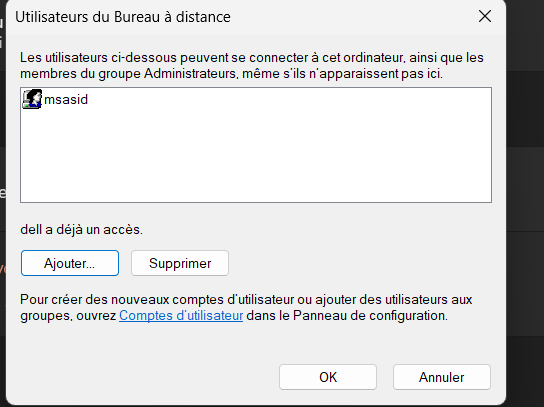 Utilisateurs du Bureau à distance
Les utilisateurs ci-dessous peuvent se connecter à cet ordinateur, ainsi que les
membres du groupe Administrateurs, même s'ils n'apparaissent pas ici.
msasid
dell a déjà un accès.
Ajouter...
Supprimer
Pour créer des nouveaux comptes d'utilisateur ou ajouter des utilisateurs aux
groupes, ouvrez Comptes d'utilisateur dans le Panneau de configuration.
OK
Annuler